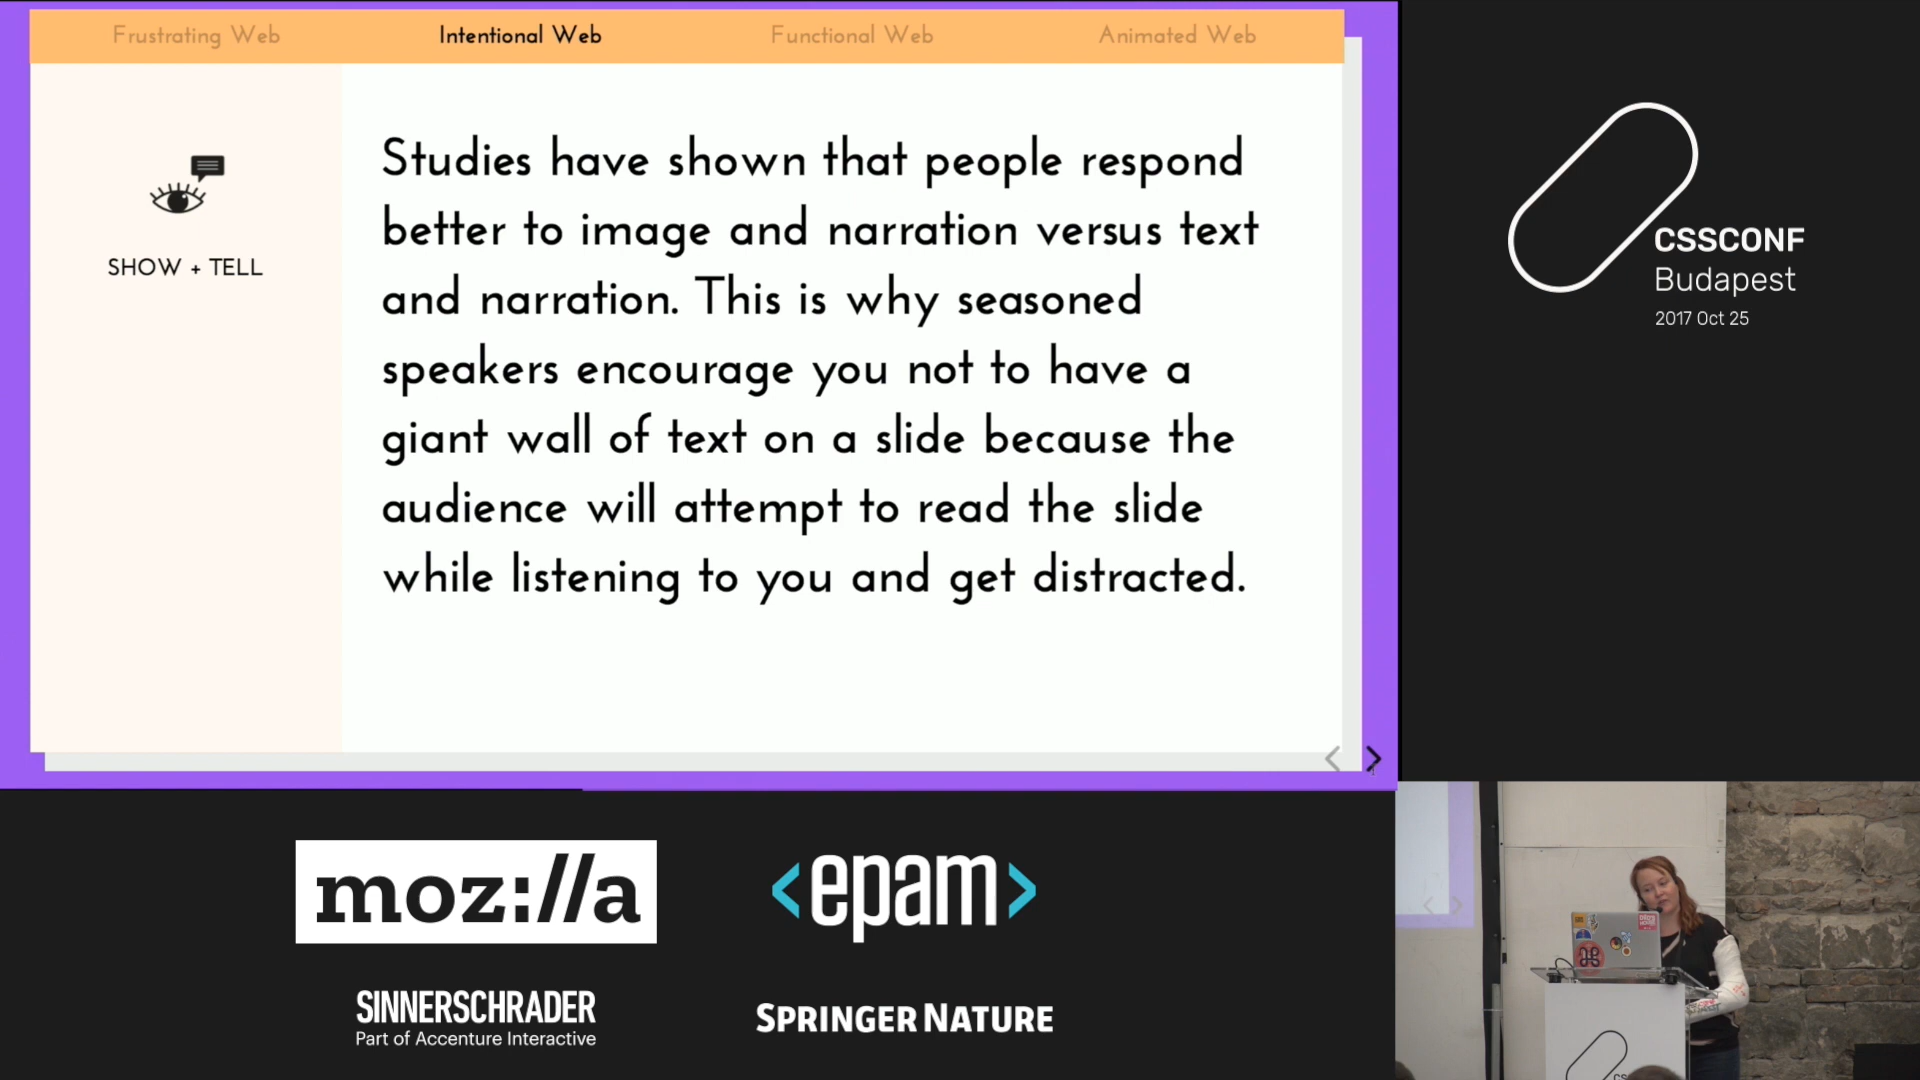 Frustrating Web Intentional Web Functional Web Animated Web
SHOW + TELL
Studies have shown that people respond
better to image and narration versus text
and narration. This is why seasoned
speakers encourage you not to have a
giant wall of text on a slide because the
audience will attempt to read the slide
while listening to you and get distracted.
CSSCONF
Budapest
2017 Oct 25
moz://a
<epam>
SINNERSCHRADER
Part of Accenture Interactive
SPRINGER NATURE